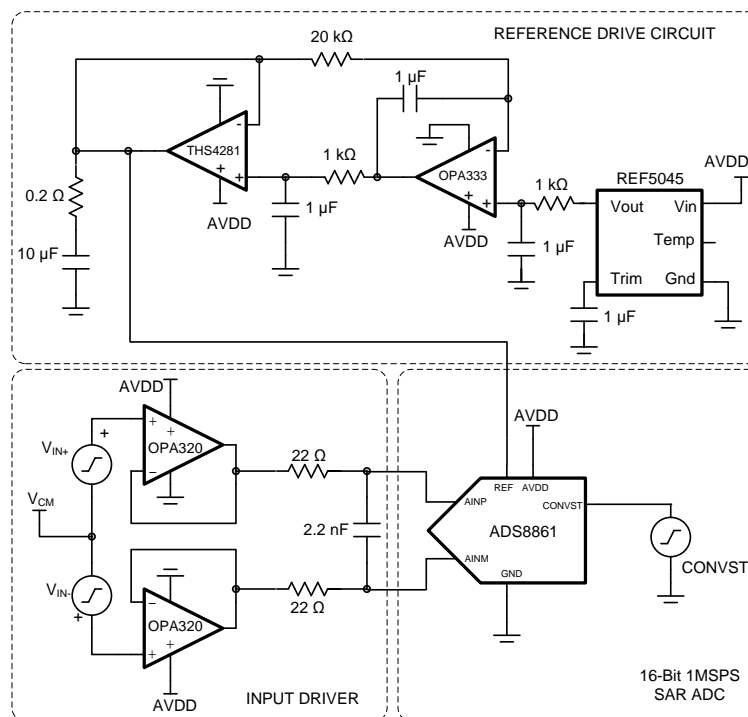 REFERENCE DRIVE CIRCUIT
20 kΩ
1 µF
THS4281
-
+
+
AVDD
1 kΩ
1 µF
OPA333
-
+
+
AVDD
1 kΩ
1 µF
REF5045
Vout
Vin
Temp
Trim
Gnd
AVDD
1 µF
0.2 Ω
10 µF
AVDD
OPA320
+
+
-
VIN+
+
VCM
VIN-
+
OPA320
-
+
+
AVDD
22 Ω
2.2 nF
22 Ω
INPUT DRIVER
AVDD
REF
AVDD
AINP
CONVST
ADS8861
AINM
GND
CONVST
16-Bit 1MSPS
SAR ADC